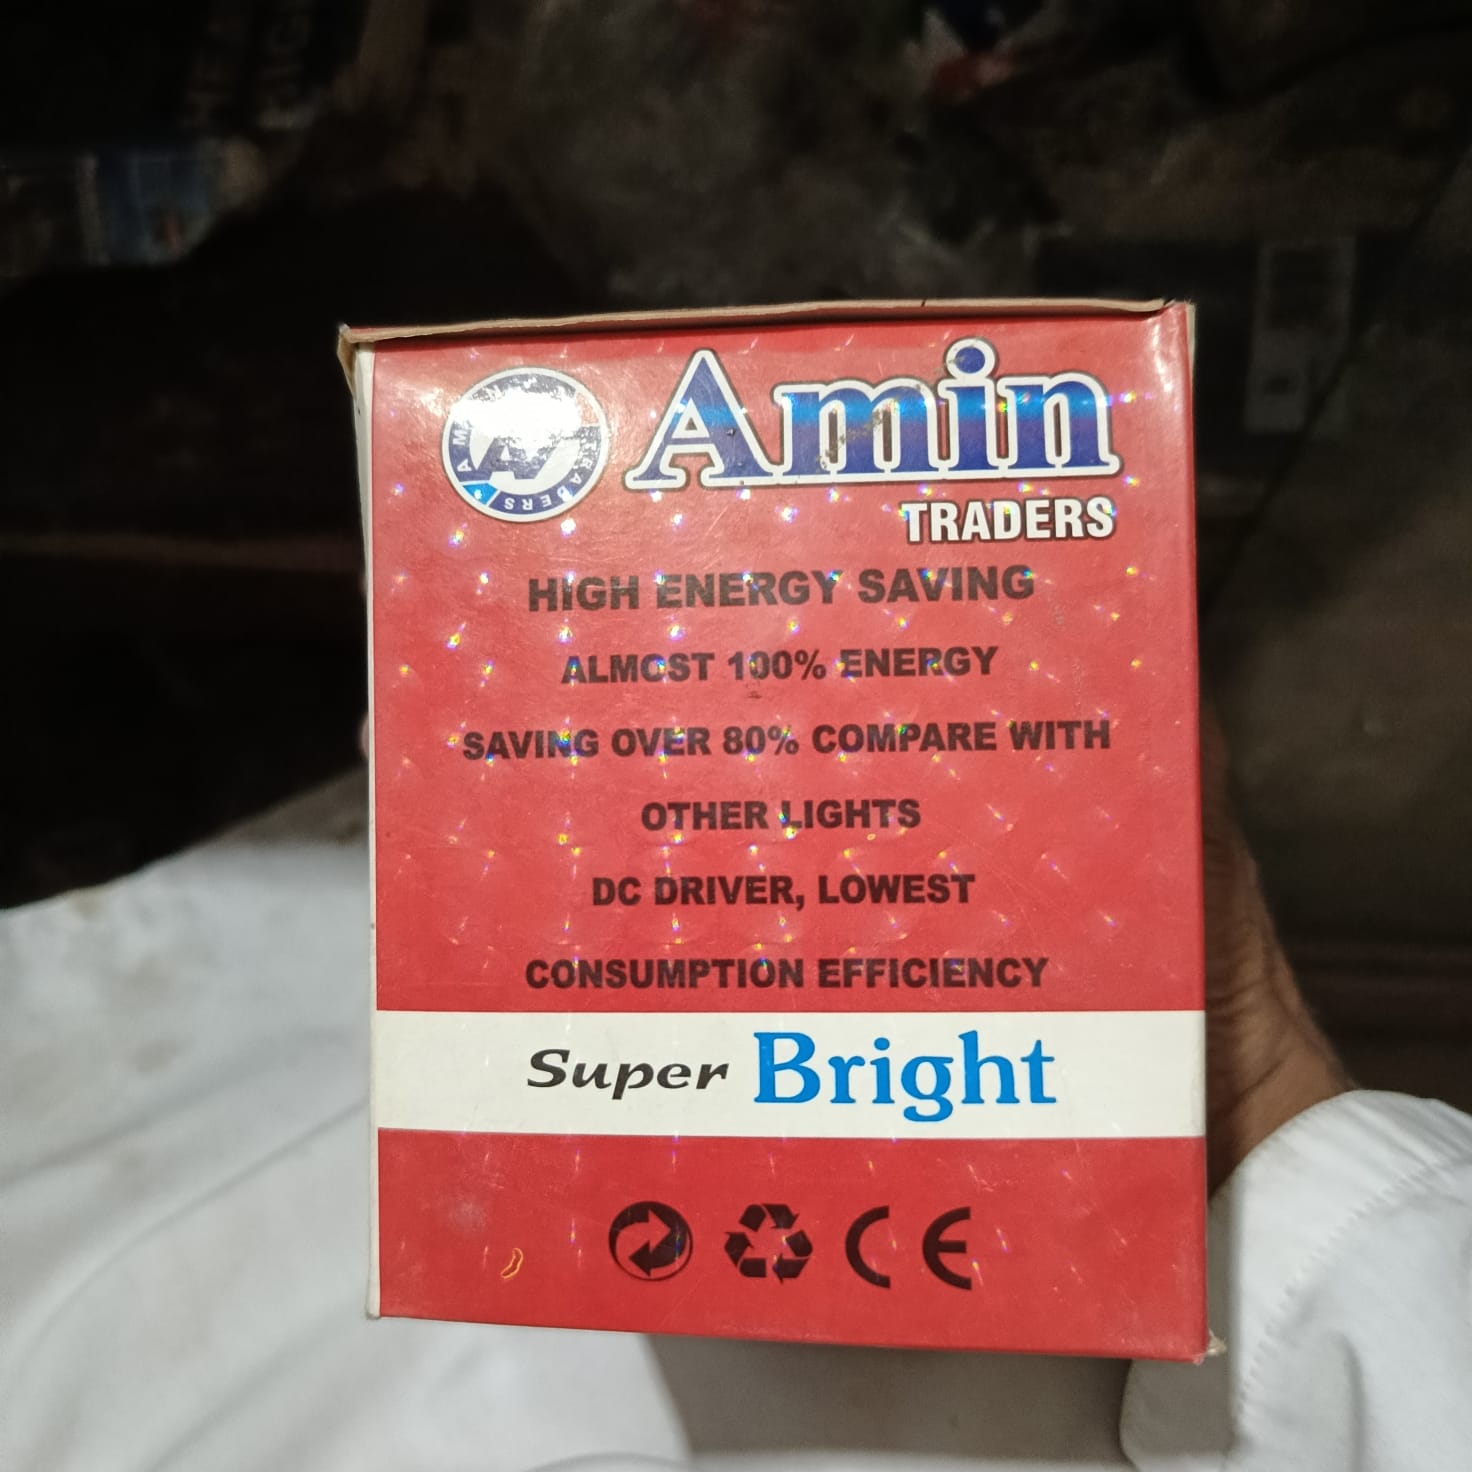 Amin
TRADERS
HIGH ENERGY SAVING
ALMOST 100% ENERGY
SAVING OVER 80% COMPARE WITH
OTHER LIGHTS
DC DRIVER, LOWEST
CONSUMPTION EFFICIENCY
Super Bright
CE